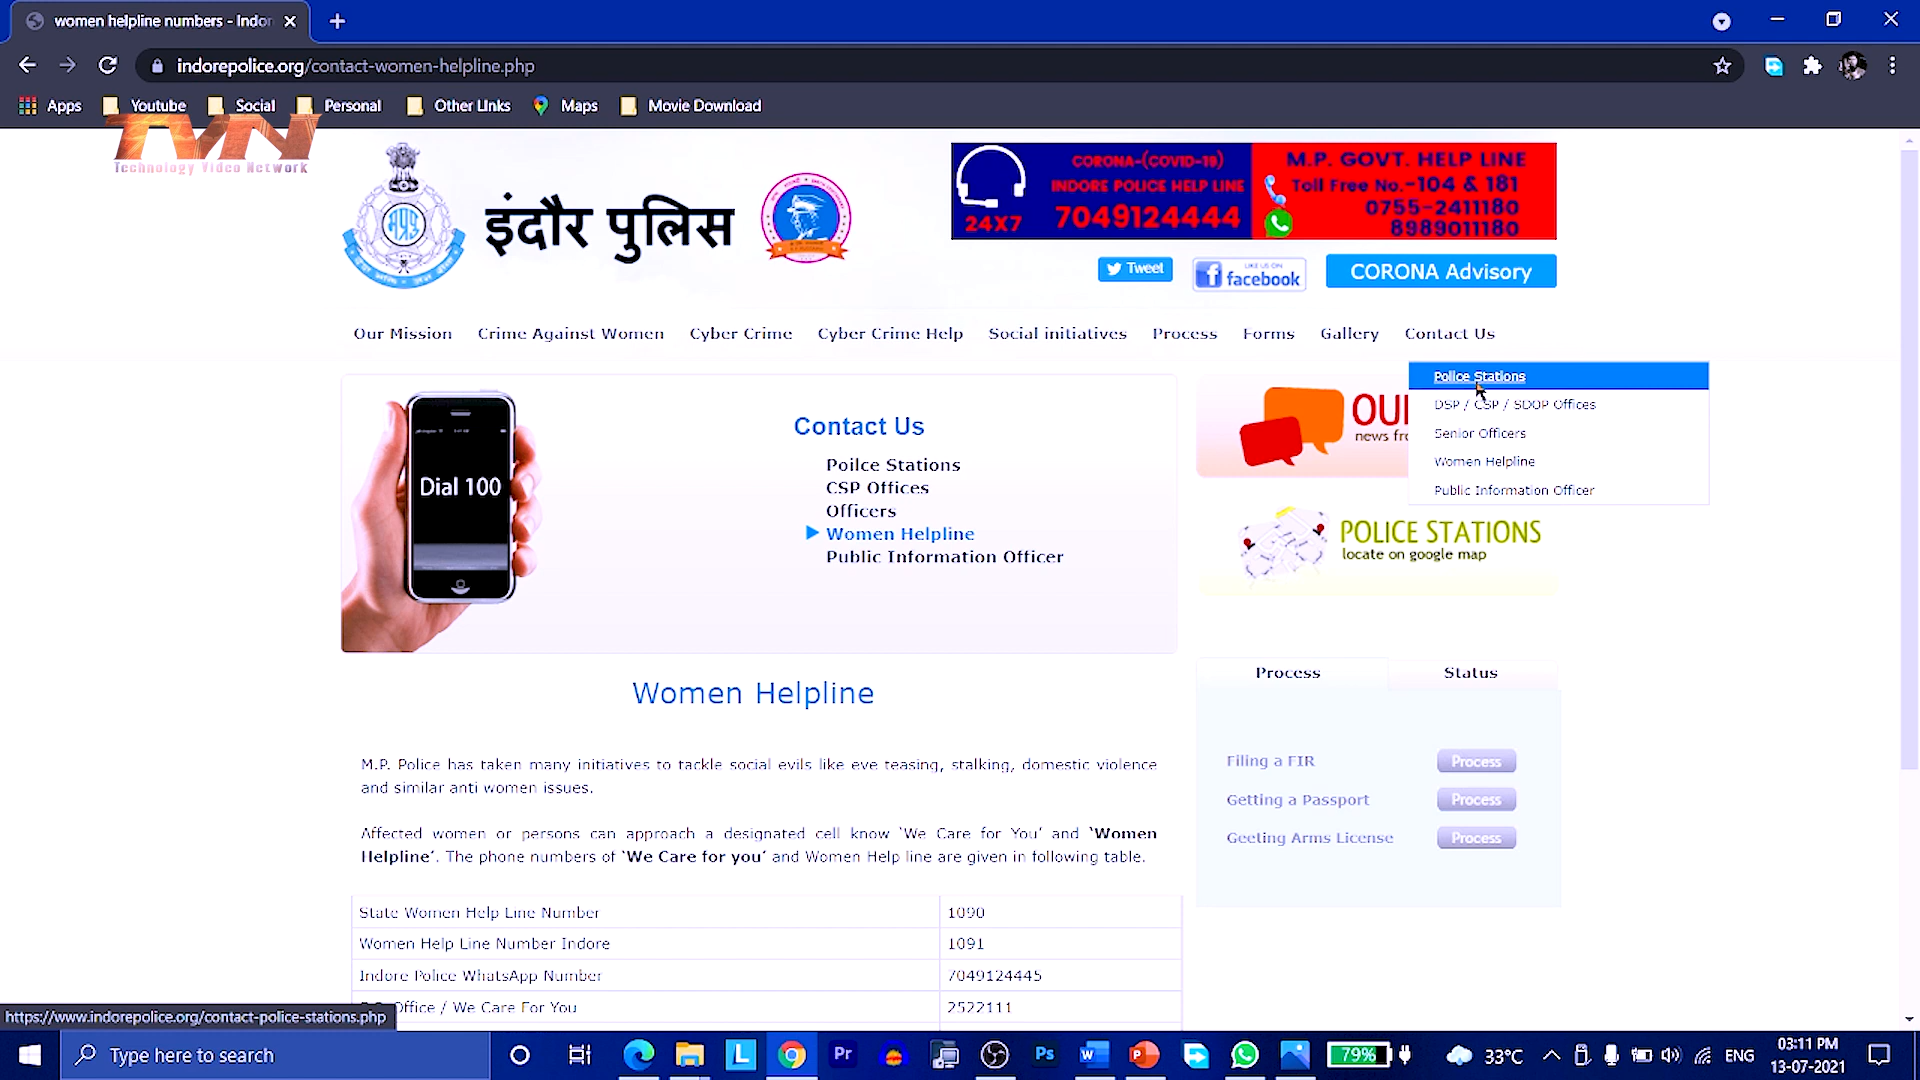 women helpline numbers - Indor
indorepolice.org/contact-women-helpline.php
Apps Youtube Social Personal Other LInks Maps Movie Download
TVN
Technology Video Network
इंदौर पुलिस
24X7
CORONA-(COVID-19)
INDORE POLICE HELP LINE
7049124444
M.P. GOVT. HELP LINE
Toll Free No.-104 & 181
0755-2411180
8989011180
Tweet
LIKE US ON
facebook
CORONA Advisory
Our Mission Crime Against Women Cyber Crime Cyber Crime Help Social initiatives Process Forms Gallery Contact Us
Police Stations
DSP / CSP / SDOP Offices
Senior Officers
Women Helpline
Public Information Officer
Dial 100
Contact Us
Poilce Stations
CSP Offices
Officers
Women Helpline
Public Information Officer
OUR
news fro
POLICE STATIONS
locate on google map
Women Helpline
M.P. Police has taken many initiatives to tackle social evils like eve teasing, stalking, domestic violence
and similar anti women issues.
Affected women or persons can approach a designated cell know 'We Care for You' and 'Women
Helpline'. The phone numbers of 'We Care for you' and Women Help line are given in following table.
State Women Help Line Number 1090
Women Help Line Number Indore 1091
Indore Police WhatsApp Number 7049124445
Office / We Care For You 2522111
Process Status
Filing a FIR Process
Getting a Passport Process
Geeting Arms License Process
https://www.indorepolice.org/contact-police-stations.php
Type here to search
L
Pr
Ps
W
P
79%
33°C
ENG
03:11 PM
13-07-2021